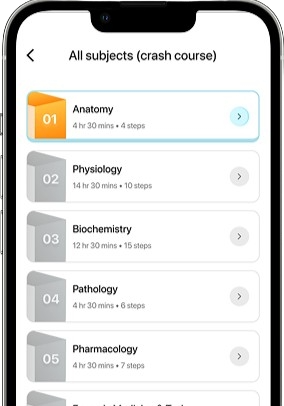 All subjects (crash course)
01
Anatomy
4 hr 30 mins • 4 steps
02
Physiology
14 hr 30 mins • 10 steps
03
Biochemistry
12 hr 30 mins • 15 steps
04
Pathology
4 hr 30 mins • 6 steps
05
Pharmacology
4 hr 30 mins • 7 steps